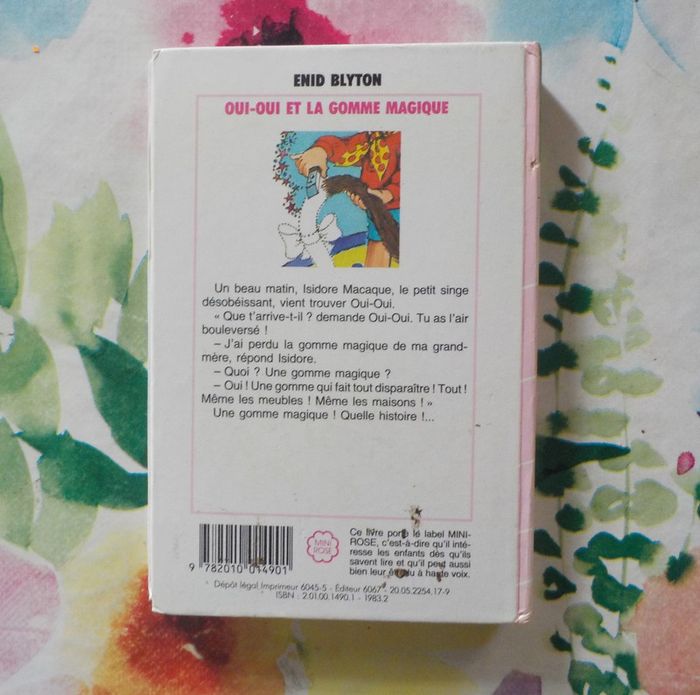 ENID BLYTON
OUI-OUI ET LA GOMME MAGIQUE
Un beau matin, Isidore Macaque, le petit singe
désobéissant, vient trouver Oui-Oui.
« Que t'arrive-t-il ? demande Oui-Oui. Tu as l'air
bouleversé !
– J'ai perdu la gomme magique de ma grand-
mère, répond Isidore.
– Quoi ? Une gomme magique ?
– Oui ! Une gomme qui fait tout disparaître ! Tout !
Même les meubles ! Même les maisons ! »
Une gomme magique ! Quelle histoire !...
9 782010 014901
MINI
ROSE
Ce livre porte le label MINI-
ROSE, c'est-à-dire qu'il inté-
resse les enfants dès qu'ils
savent lire et qu'il peut aussi
bien leur être lu à haute voix.
Dépôt légal Imprimeur 6045-5 - Éditeur 6067 - 20.05.2254.17-9
ISBN : 2.01.00.1490.1 - 1983.2